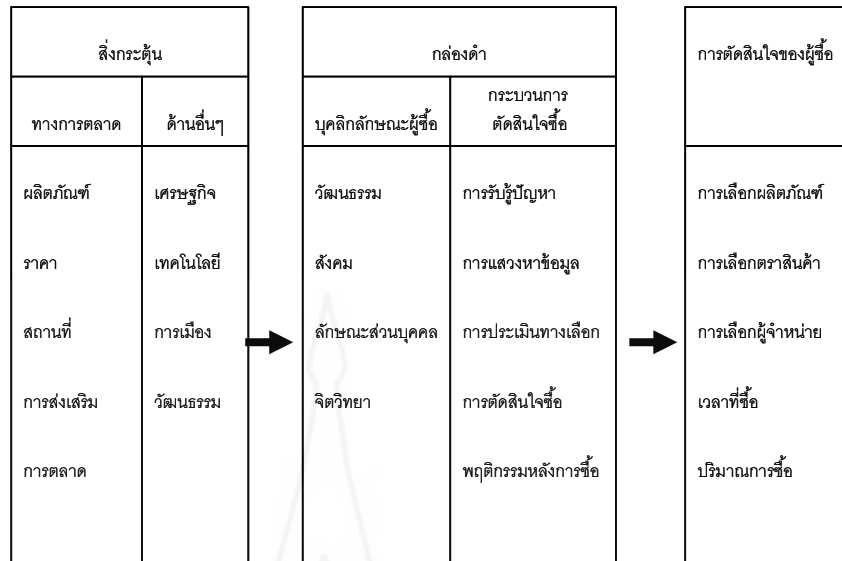 สิ่งกระตุ้น
ทางการตลาด
ด้านอื่นๆ
ผลิตภัณฑ์
ราคา
สถานที่
การส่งเสริม
การตลาด
เศรษฐกิจ
เทคโนโลยี
การเมือง
วัฒนธรรม
กล่องดำ
บุคลิกลักษณะผู้ซื้อ
กระบวนการ
ตัดสินใจซื้อ
วัฒนธรรม
สังคม
ลักษณะส่วนบุคคล
จิตวิทยา
การรับรู้ปัญหา
การแสวงหาข้อมูล
การประเมินทางเลือก
การตัดสินใจซื้อ
พฤติกรรมหลังการซื้อ
การตัดสินใจของผู้ซื้อ
การเลือกผลิตภัณฑ์
การเลือกตราสินค้า
การเลือกผู้จำหน่าย
เวลาที่ซื้อ
ปริมาณการซื้อ